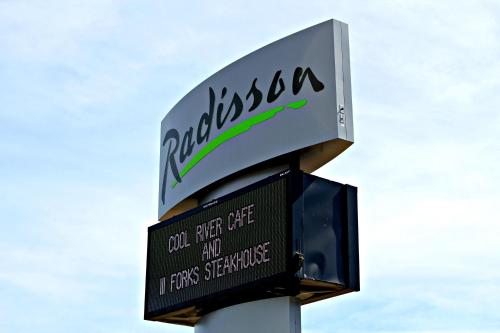 Radisson
COOL RIVER CAFE
AND
III FORKS STEAKHOUSE